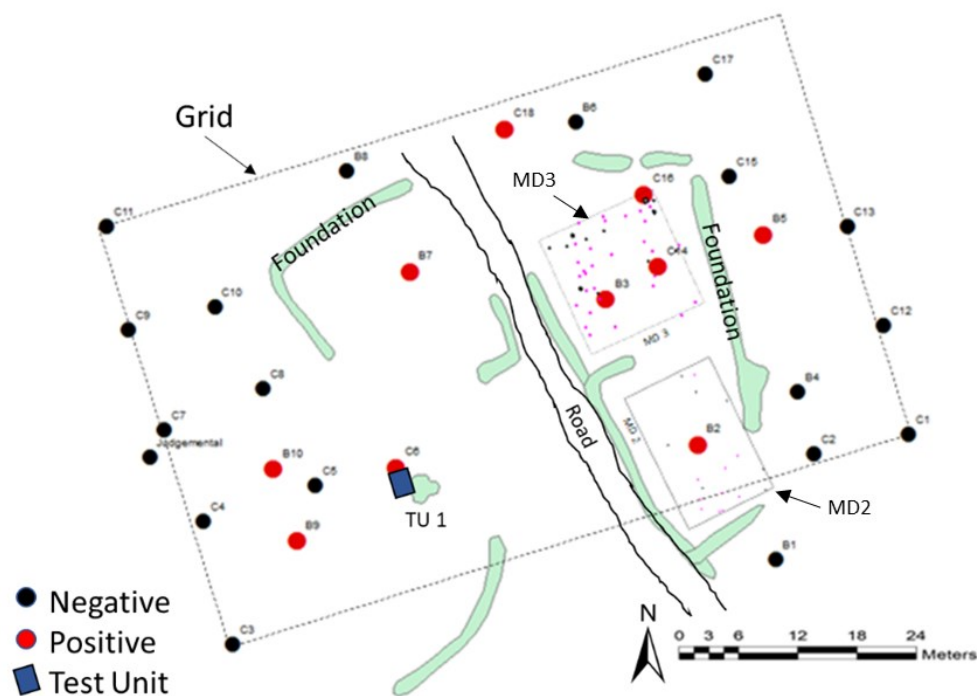 C17
C18
B6
Grid
C16
C15
B8
MD3
C11
Foundation
B5
C13
B7
C14
Foundation
B3
C10
C9
MD 3
C12
C8
B4
Road
MD 2
B2
C1
C7
Judgemental
C2
B10
C6
C5
MD2
C4
TU 1
B9
B1
Negative
N
Positive
C3
0 3 6 12 18 24
Meters
Test Unit